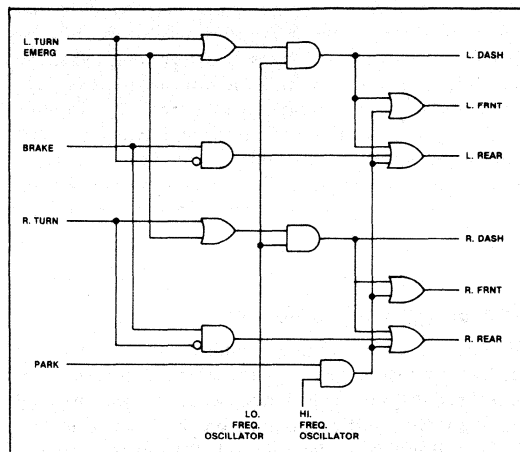 L. TURN
EMERG
L. DASH
L. FRNT
BRAKE
L. REAR
R. TURN
R. DASH
R. FRNT
R. REAR
PARK
LO.
FREQ.
OSCILLATOR
HI.
FREQ.
OSCILLATOR